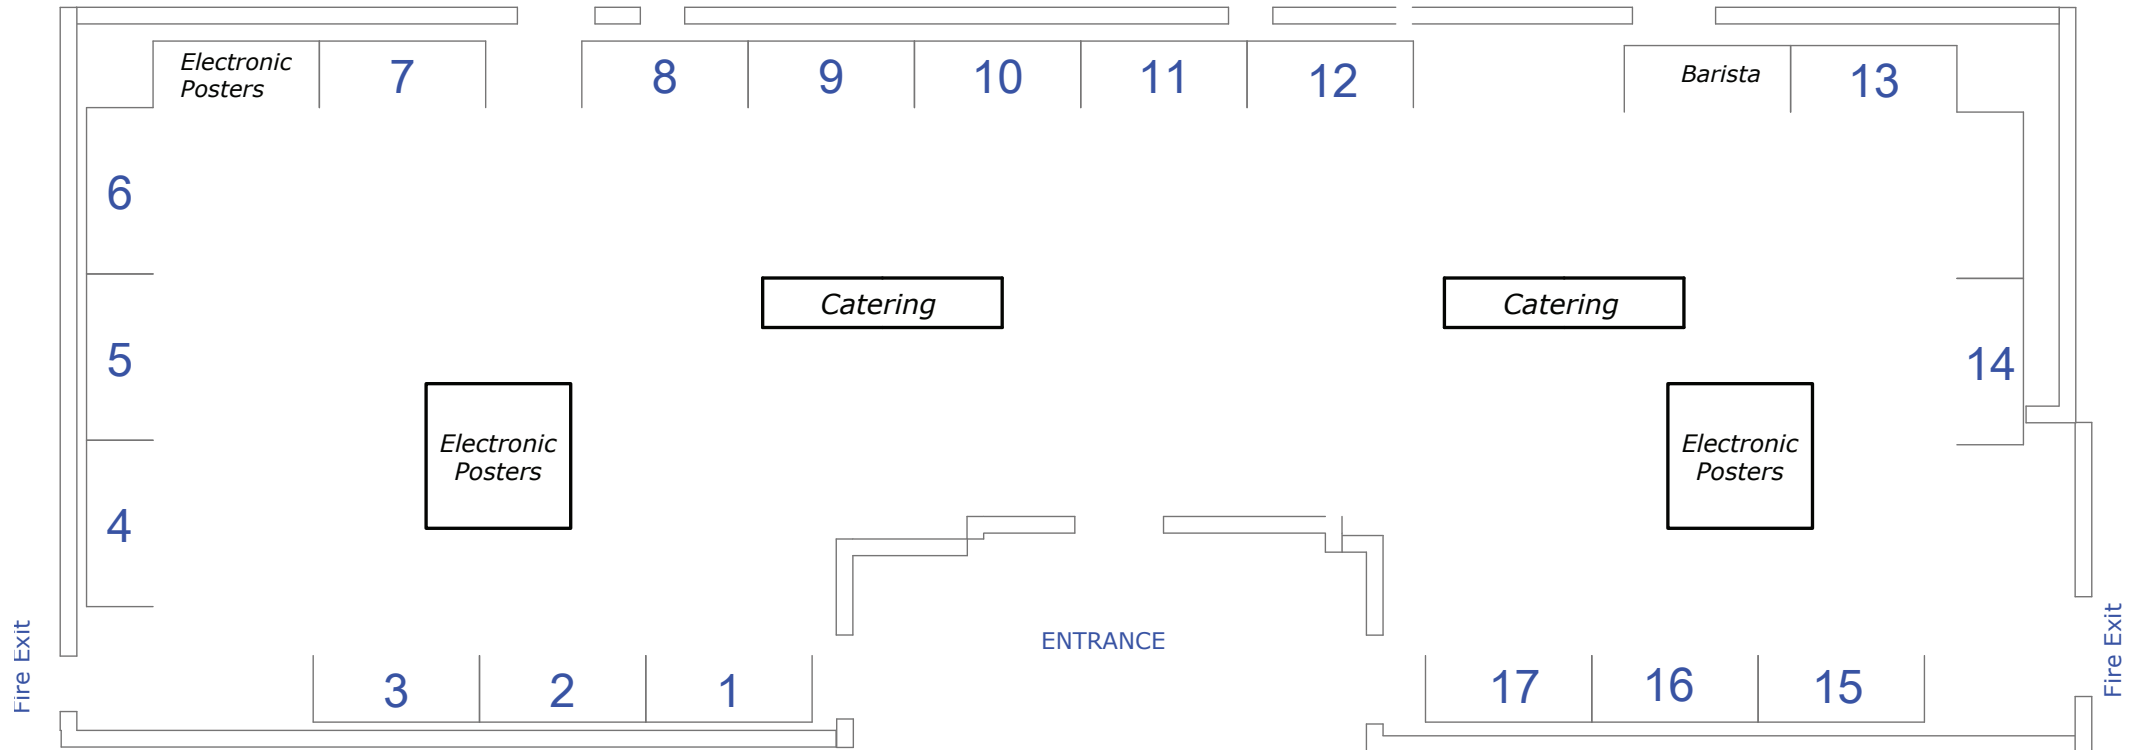 Electronic
Posters
7
8
9
10
11
12
Barista
13
6
Catering
Catering
5
14
Electronic
Posters
Electronic
Posters
4
ENTRANCE
Fire Exit
Fire Exit
3
2
1
17
16
15